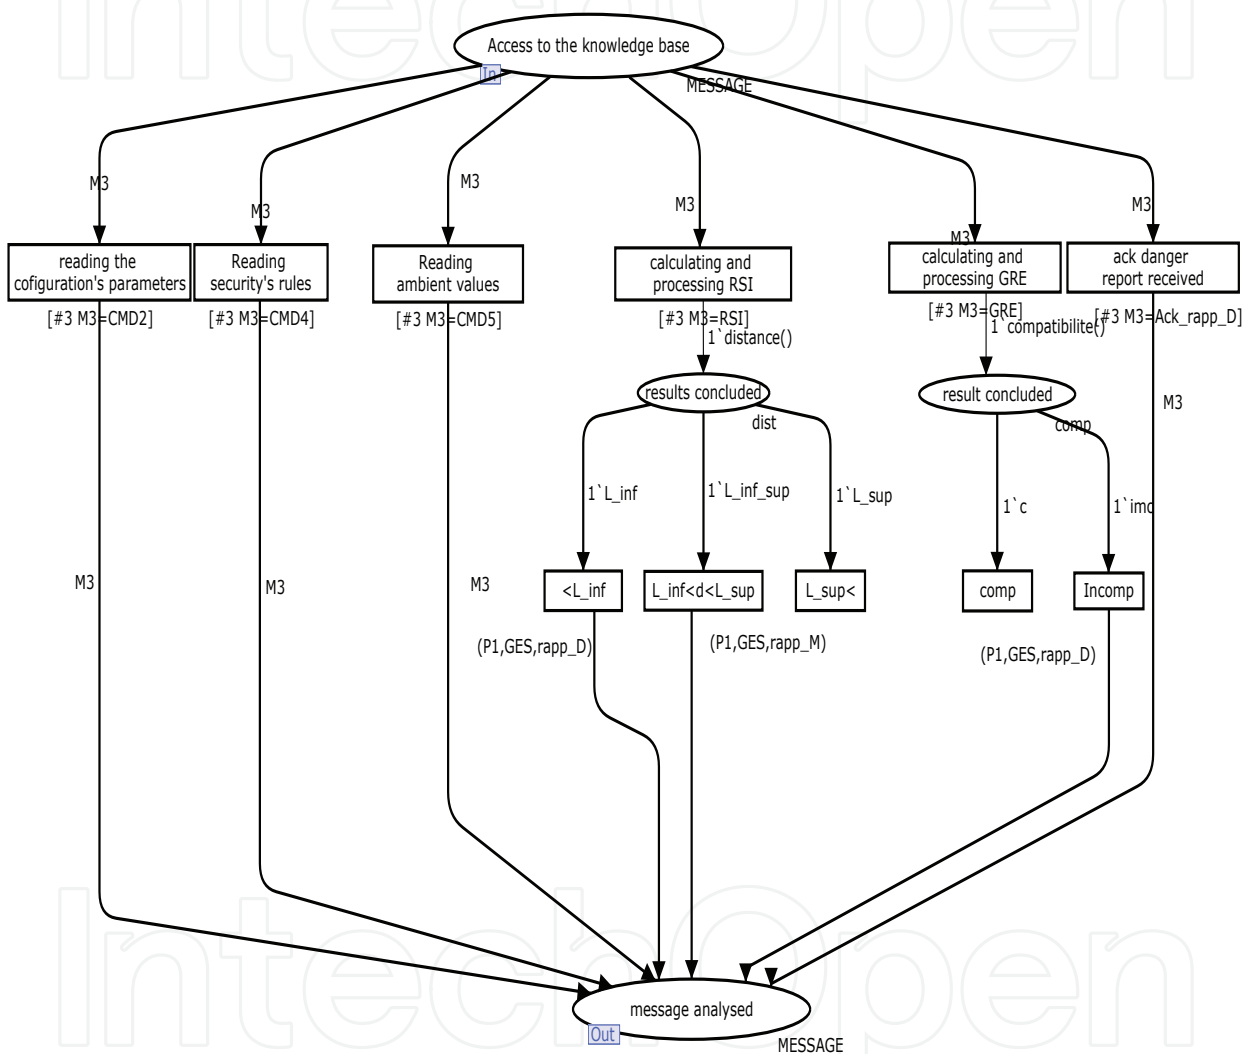 Access to the knowledge base
In
MESSAGE
M3
M3
M3
M3
M3
M3
reading the
cofiguration's parameters
Reading
security's rules
Reading
ambient values
calculating and
processing RSI
calculating and
processing GRE
ack danger
report received
[#3 M3=CMD2]
[#3 M3=CMD4]
[#3 M3=CMD5]
[#3 M3=RSI]
[#3 M3=GRE]
[#3 M3=Ack_rapp_D]
1`distance()
1`compatibilite()
results concluded
dist
result concluded
comp
M3
1`L_inf
1`L_inf_sup
1`L_sup
1`c
1`imc
M3
M3
M3
<L_inf
L_inf<d<L_sup
L_sup<
comp
Incomp
(P1,GES,rapp_D)
(P1,GES,rapp_M)
(P1,GES,rapp_D)
message analysed
Out
MESSAGE
IntechOpen
IntechOpen